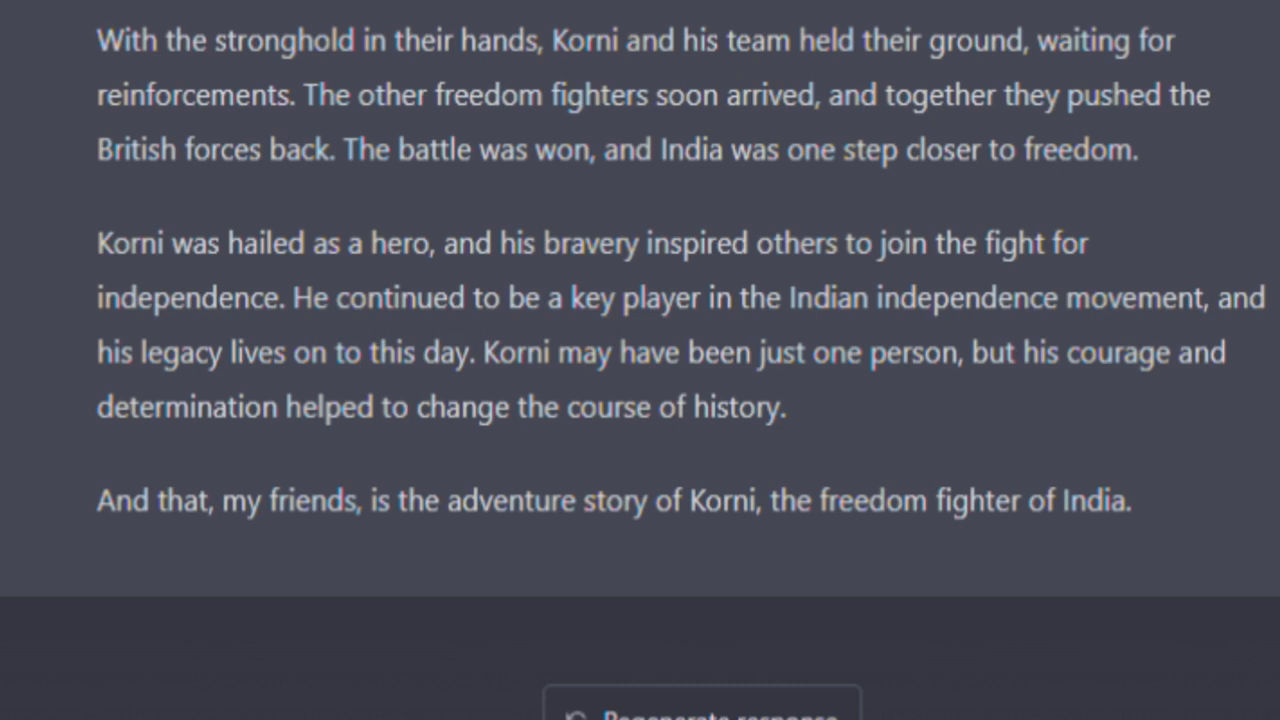 With the stronghold in their hands, Korni and his team held their ground, waiting for
reinforcements. The other freedom fighters soon arrived, and together they pushed the
British forces back. The battle was won, and India was one step closer to freedom.
Korni was hailed as a hero, and his bravery inspired others to join the fight for
independence. He continued to be a key player in the Indian independence movement, and
his legacy lives on to this day. Korni may have been just one person, but his courage and
determination helped to change the course of history.
And that, my friends, is the adventure story of Korni, the freedom fighter of India.
Regenerate response